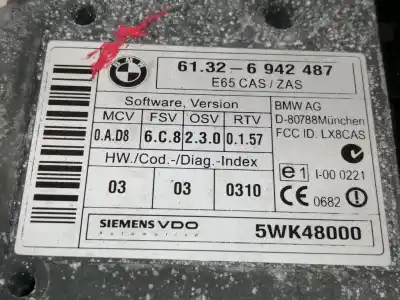 BMW
61.32- 6 942 487
E65 CAS / ZAS
Software, Version
MCV FSV OSV RTV
0.A.D8 6.C.8 2.3.0 0.1.57
HW./Cod.-/Diag.-Index
03 03 0310
BMW AG
D-80788München
FCC ID. LX8CAS
e1 I-00 0221
CE 0682
SIEMENS VDO
Automotive
5WK48000